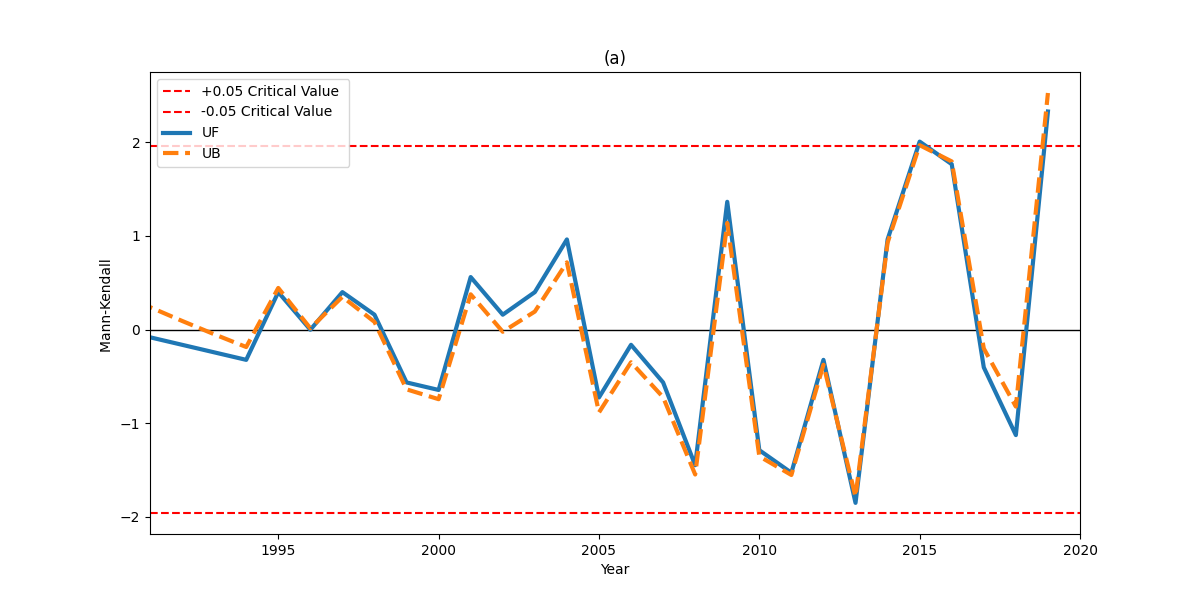 (a)
+0.05 Critical Value
-0.05 Critical Value
UF
UB
Mann-Kendall
2
1
0
−1
−2
1995 2000 2005 2010 2015 2020
Year